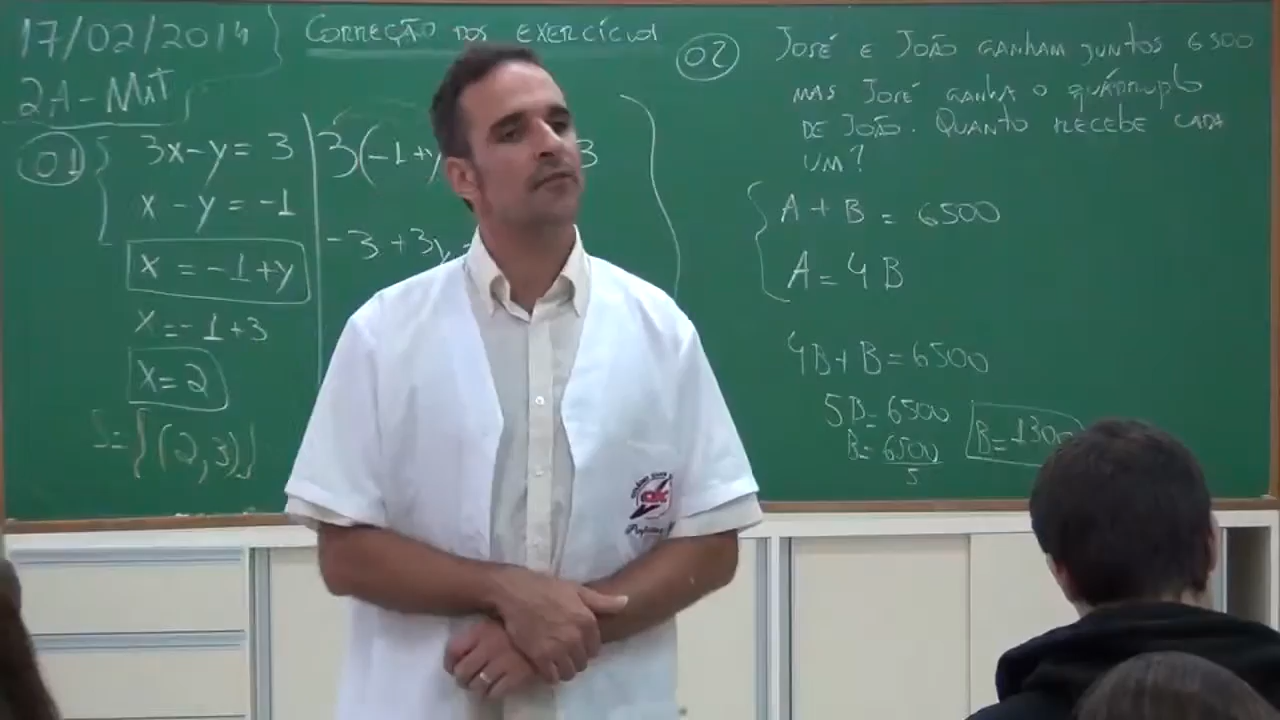 17/02/2014
2A - Mat
CORREÇÃO DOS EXERCÍCIOS
01
3x-y=3
x-y=-1
x=-1+y
x=-1+3
x=2
S={(2,3)}
3(-1+y
3
-3+3y
02
JOSÉ E JOÃO GANHAM JUNTOS 6500
MAS JOSÉ GANHA O quádruplo
DE JOÃO. QUANTO RECEBE CADA
UM?
A+B=6500
A=4B
4B+B=6500
5B=6500
B=6500
5
B=1300